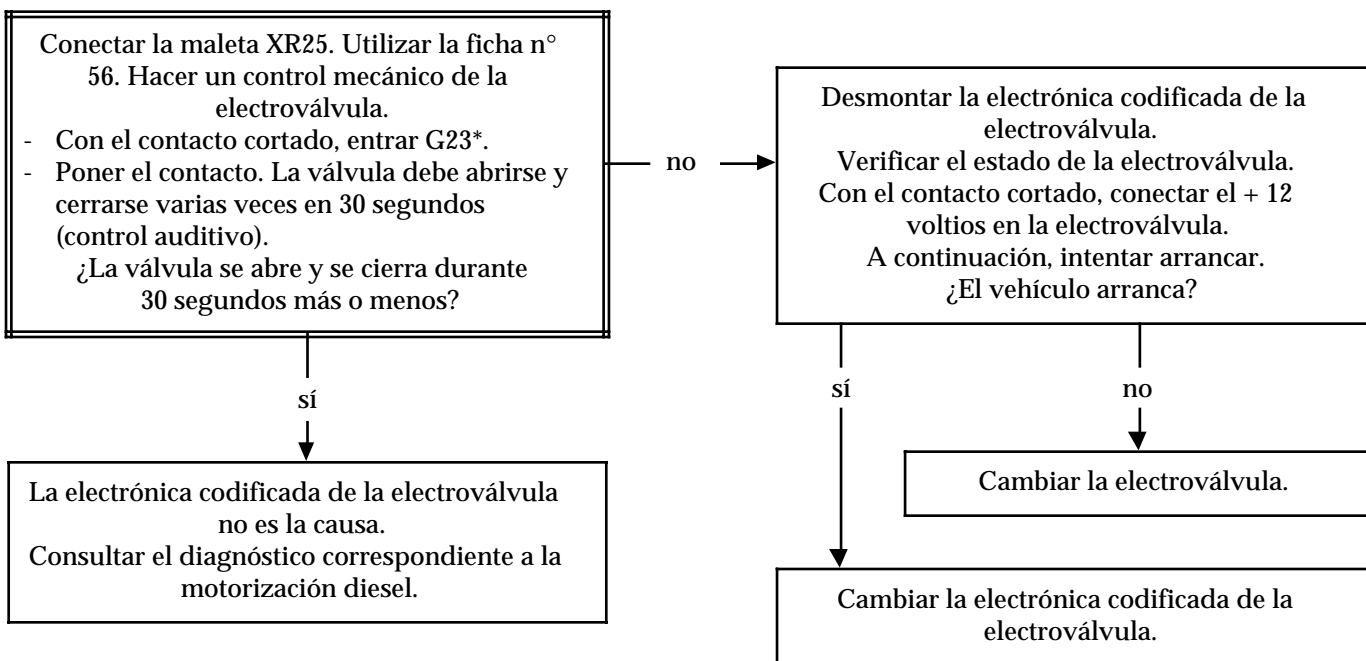 Conectar la maleta XR25. Utilizar la ficha n°
56. Hacer un control mecánico de la
electroválvula.
- Con el contacto cortado, entrar G23*.
- Poner el contacto. La válvula debe abrirse y
cerrarse varias veces en 30 segundos
(control auditivo).
¿La válvula se abre y se cierra durante
30 segundos más o menos?
no
Desmontar la electrónica codificada de la
electroválvula.
Verificar el estado de la electroválvula.
Con el contacto cortado, conectar el + 12
voltios en la electroválvula.
A continuación, intentar arrancar.
¿El vehículo arranca?
sí
sí
no
La electrónica codificada de la electroválvula
no es la causa.
Consultar el diagnóstico correspondiente a la
motorización diesel.
Cambiar la electroválvula.
Cambiar la electrónica codificada de la
electroválvula.